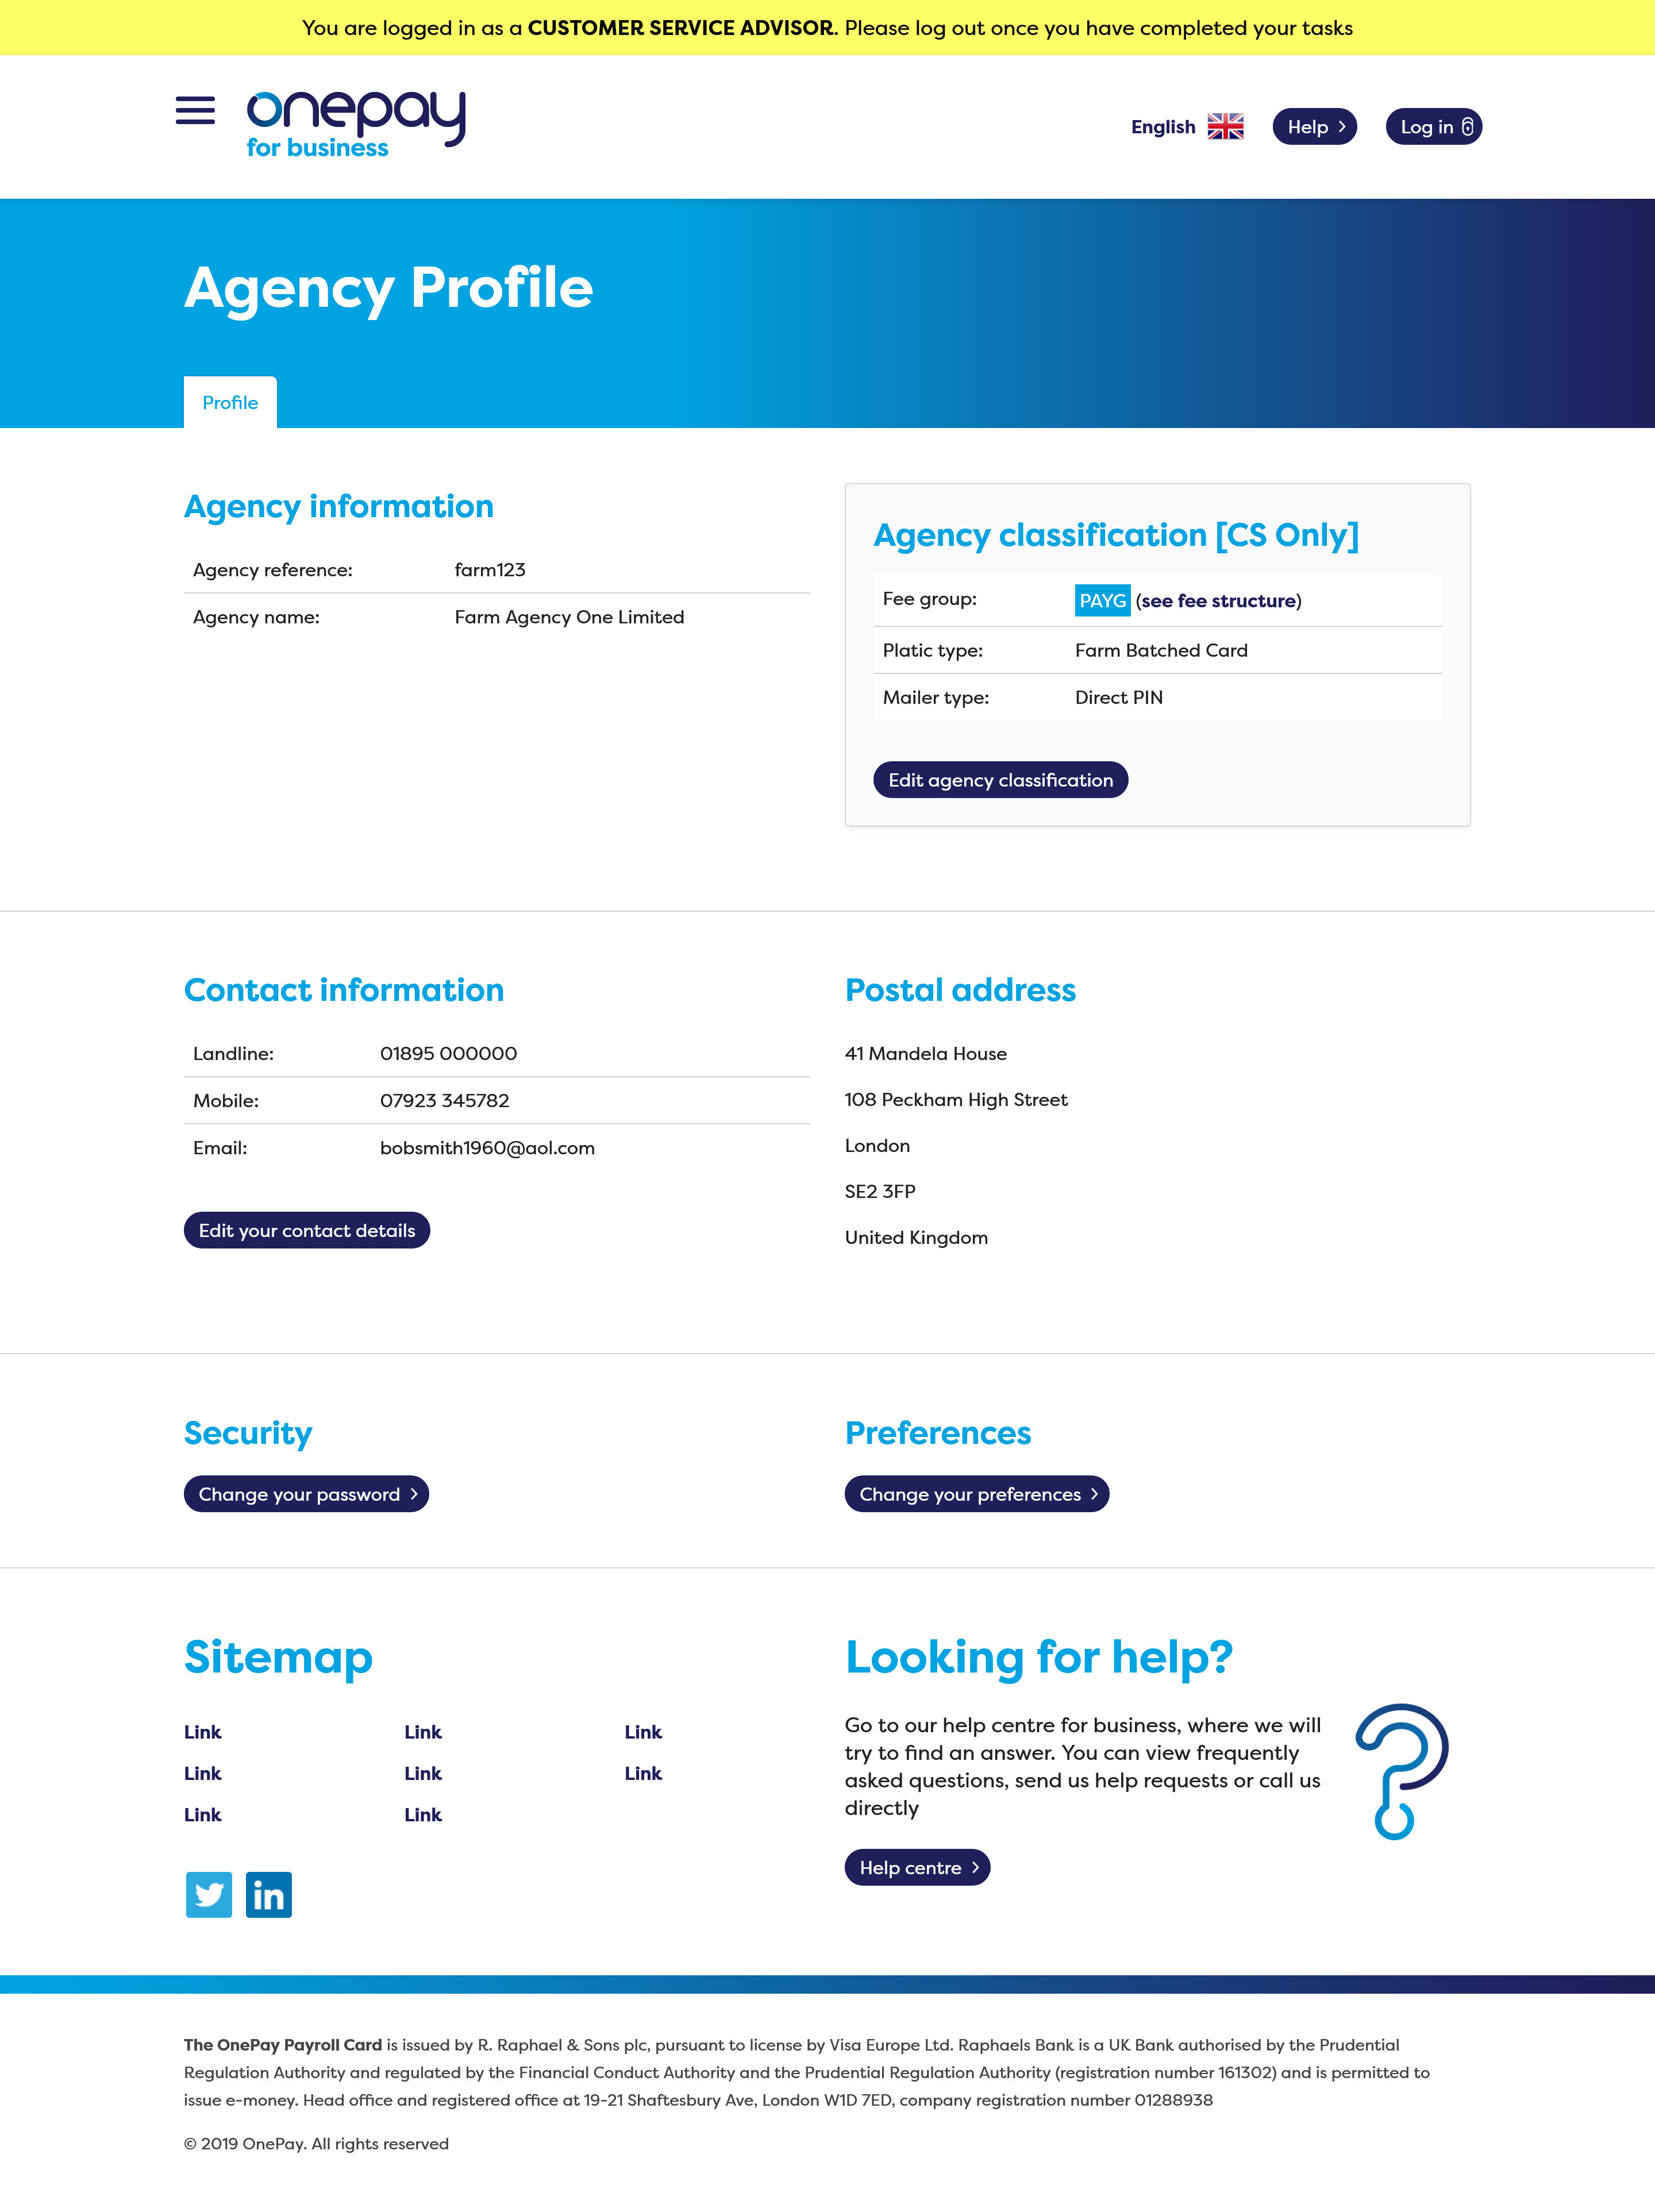 You are logged in as a CUSTOMER SERVICE ADVISOR. Please log out once you have completed your tasks
onepay
for business
English
Help
Log in
Agency Profile
Profile
Agency information
Agency reference: farm123
Agency name: Farm Agency One Limited
Agency classification [CS Only]
Fee group: PAYG (see fee structure)
Platic type: Farm Batched Card
Mailer type: Direct PIN
Edit agency classification
Contact information
Landline: 01895 000000
Mobile: 07923 345782
Email: bobsmith1960@aol.com
Edit your contact details
Postal address
41 Mandela House
108 Peckham High Street
London
SE2 3FP
United Kingdom
Security
Change your password
Preferences
Change your preferences
Sitemap
Link Link Link
Link Link Link
Link Link
in
Looking for help?
Go to our help centre for business, where we will
try to find an answer. You can view frequently
asked questions, send us help requests or call us
directly
Help centre
The OnePay Payroll Card is issued by R. Raphael & Sons plc, pursuant to license by Visa Europe Ltd. Raphaels Bank is a UK Bank authorised by the Prudential
Regulation Authority and regulated by the Financial Conduct Authority and the Prudential Regulation Authority (registration number 161302) and is permitted to
issue e-money. Head office and registered office at 19-21 Shaftesbury Ave, London W1D 7ED, company registration number 01288938
© 2019 OnePay. All rights reserved